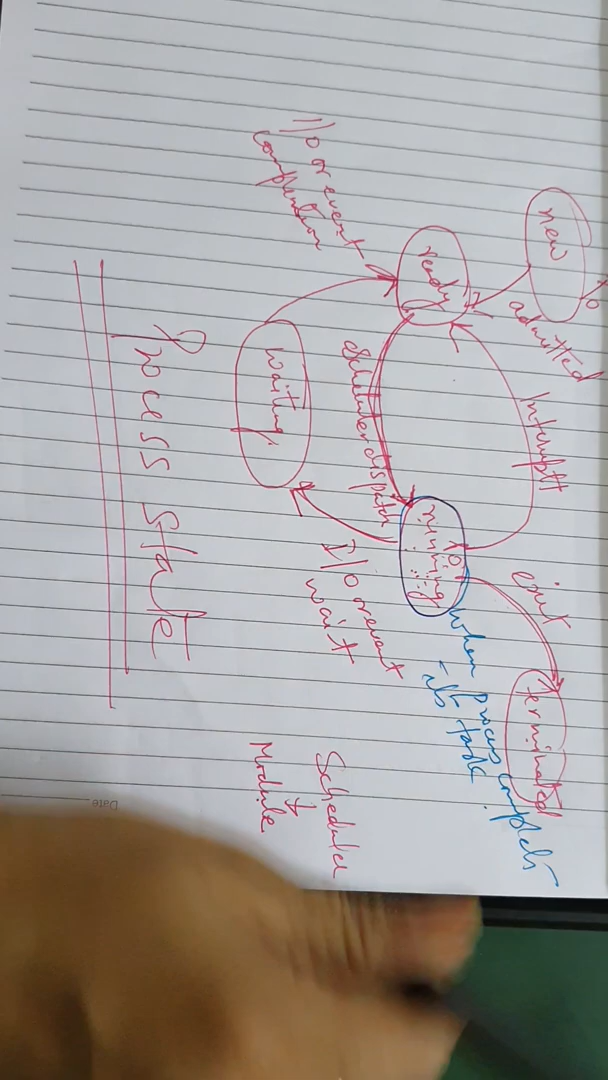 new
admitted
Interrupt
exit
Terminated
ready
running
when process completes
its task.
Scheduler dispatch
I/O or event
completion
waiting
I/O or event
wait
Scheduler
↓
Module
Process State
Date